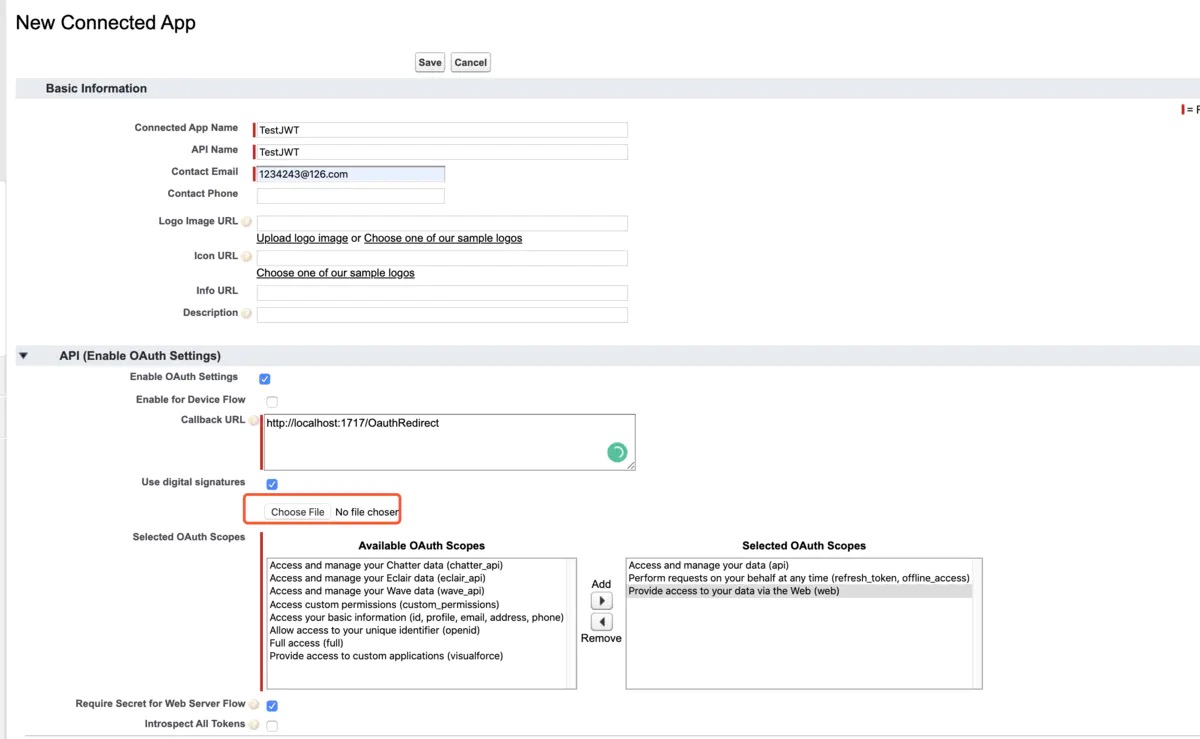 New Connected App
Save Cancel
Basic Information
= R
Connected App Name TestJWT
API Name TestJWT
Contact Email 1234243@126.com
Contact Phone
Logo Image URL
Upload logo image or Choose one of our sample logos
Icon URL
Choose one of our sample logos
Info URL
Description
API (Enable OAuth Settings)
Enable OAuth Settings
Enable for Device Flow
Callback URL http://localhost:1717/OauthRedirect
Use digital signatures
Choose File No file chosen
Selected OAuth Scopes
Available OAuth Scopes
Access and manage your Chatter data (chatter_api)
Access and manage your Eclair data (eclair_api)
Access and manage your Wave data (wave_api)
Access custom permissions (custom_permissions)
Access your basic information (id, profile, email, address, phone)
Allow access to your unique identifier (openid)
Full access (full)
Provide access to custom applications (visualforce)
Add
Remove
Selected OAuth Scopes
Access and manage your data (api)
Perform requests on your behalf at any time (refresh_token, offline_access)
Provide access to your data via the Web (web)
Require Secret for Web Server Flow
Introspect All Tokens